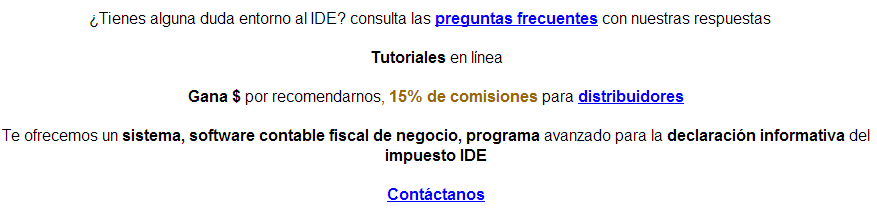 ¿Tienes alguna duda entorno al IDE? consulta las preguntas frecuentes con nuestras respuestas
Tutoriales en línea
Gana $ por recomendarnos, 15% de comisiones para distribuidores
Te ofrecemos un sistema, software contable fiscal de negocio, programa avanzado para la declaración informativa del
impuesto IDE
Contáctanos